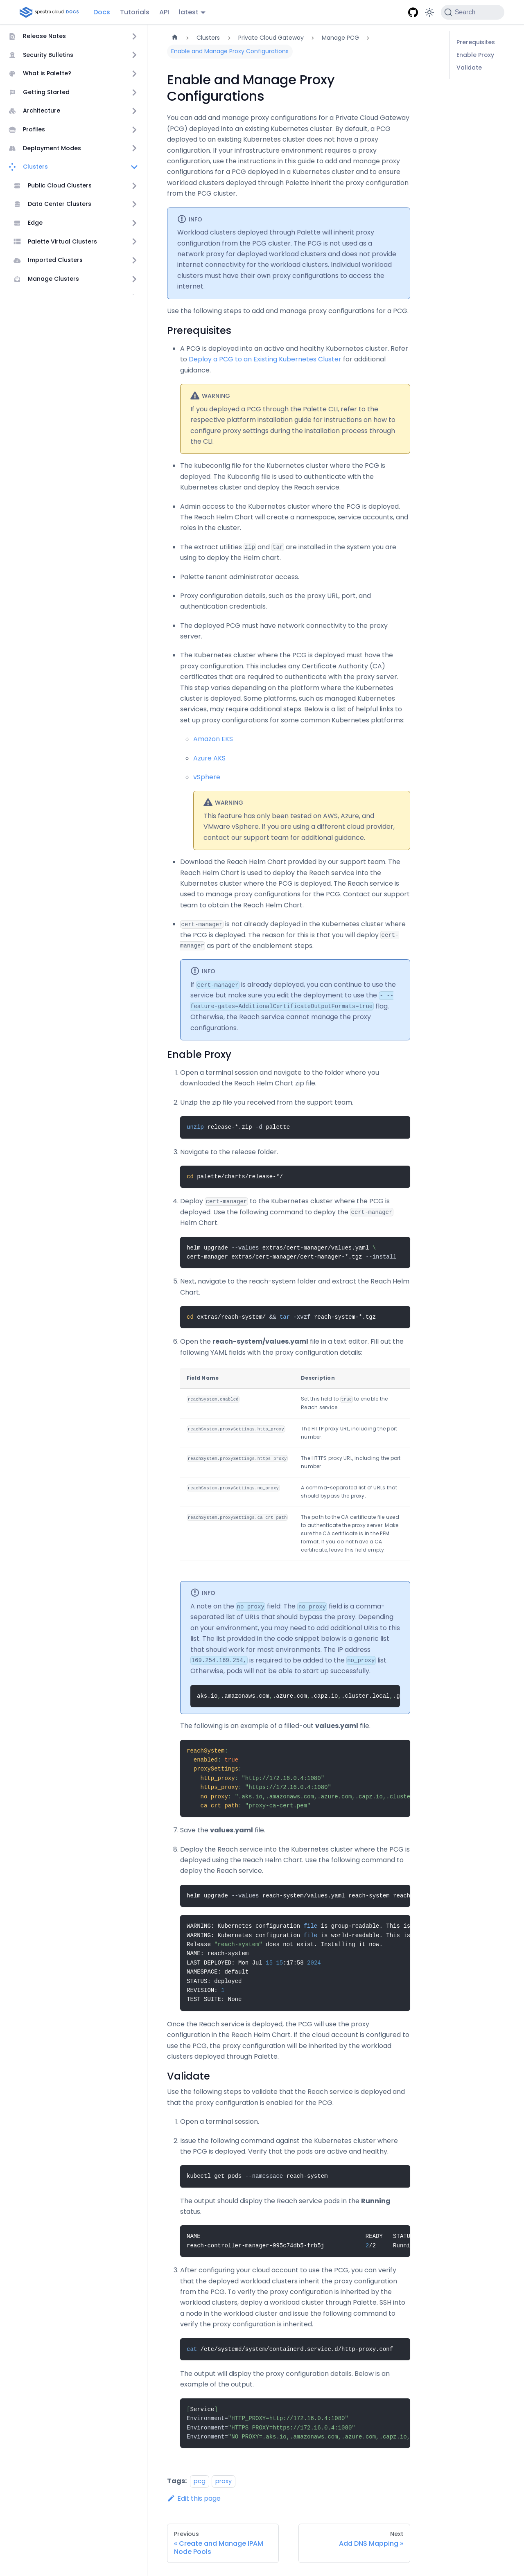 spectro cloud DOCS
Docs
Tutorials
API
latest
Search
Release Notes
Security Bulletins
What is Palette?
Getting Started
Architecture
Profiles
Deployment Modes
Clusters
Public Cloud Clusters
Data Center Clusters
Edge
Palette Virtual Clusters
Imported Clusters
Manage Clusters
Clusters
Private Cloud Gateway
Manage PCG
Enable and Manage Proxy Configurations
Prerequisites
Enable Proxy
Validate
Enable and Manage Proxy
Configurations
You can add and manage proxy configurations for a Private Cloud Gateway
(PCG) deployed into an existing Kubernetes cluster. By default, a PCG
deployed to an existing Kubernetes cluster does not have a proxy
configuration. If your infrastructure environment requires a proxy
configuration, use the instructions in this guide to add and manage proxy
configurations for a PCG deployed in a Kubernetes cluster and to ensure
workload clusters deployed through Palette inherit the proxy configuration
from the PCG cluster.
INFO
Workload clusters deployed through Palette will inherit proxy
configuration from the PCG cluster. The PCG is not used as a
network proxy for deployed workload clusters and does not provide
internet connectivity for the workload clusters. Individual workload
clusters must have their own proxy configurations to access the
internet.
Use the following steps to add and manage proxy configurations for a PCG.
Prerequisites
A PCG is deployed into an active and healthy Kubernetes cluster. Refer
to Deploy a PCG to an Existing Kubernetes Cluster for additional
guidance.
WARNING
If you deployed a PCG through the Palette CLI, refer to the
respective platform installation guide for instructions on how to
configure proxy settings during the installation process through
the CLI.
The kubeconfig file for the Kubernetes cluster where the PCG is
deployed. The Kubconfig file is used to authenticate with the
Kubernetes cluster and deploy the Reach service.
Admin access to the Kubernetes cluster where the PCG is deployed.
The Reach Helm Chart will create a namespace, service accounts, and
roles in the cluster.
The extract utilities zip and tar are installed in the system you are
using to deploy the Helm chart.
Palette tenant administrator access.
Proxy configuration details, such as the proxy URL, port, and
authentication credentials.
The deployed PCG must have network connectivity to the proxy
server.
The Kubernetes cluster where the PCG is deployed must have the
proxy configuration. This includes any Certificate Authority (CA)
certificates that are required to authenticate with the proxy server.
This step varies depending on the platform where the Kubernetes
cluster is deployed. Some platforms, such as managed Kubernetes
services, may require additional steps. Below is a list of helpful links to
set up proxy configurations for some common Kubernetes platforms:
Amazon EKS
Azure AKS
vSphere
WARNING
This feature has only been tested on AWS, Azure, and
VMware vSphere. If you are using a different cloud provider,
contact our support team for additional guidance.
Download the Reach Helm Chart provided by our support team. The
Reach Helm Chart is used to deploy the Reach service into the
Kubernetes cluster where the PCG is deployed. The Reach service is
used to manage proxy configurations for the PCG. Contact our support
team to obtain the Reach Helm Chart.
cert-manager is not already deployed in the Kubernetes cluster where
the PCG is deployed. The reason for this is that you will deploy cert-
manager as part of the enablement steps.
INFO
If cert-manager is already deployed, you can continue to use the
service but make sure you edit the deployment to use the - --
feature-gates=AdditionalCertificateOutputFormats=true flag.
Otherwise, the Reach service cannot manage the proxy
configurations.
Enable Proxy
1. Open a terminal session and navigate to the folder where you
downloaded the Reach Helm Chart zip file.
2. Unzip the zip file you received from the support team.
unzip release-*.zip -d palette
3. Navigate to the release folder.
cd palette/charts/release-*/
4. Deploy cert-manager to the Kubernetes cluster where the PCG is
deployed. Use the following command to deploy the cert-manager
Helm Chart.
helm upgrade --values extras/cert-manager/values.yaml \
cert-manager extras/cert-manager/cert-manager-*.tgz --install
5. Next, navigate to the reach-system folder and extract the Reach Helm
Chart.
cd extras/reach-system/ && tar -xvzf reach-system-*.tgz
6. Open the reach-system/values.yaml file in a text editor. Fill out the
following YAML fields with the proxy configuration details:
Field Name
Description
reachSystem.enabled
Set this field to true to enable the
Reach service.
reachSystem.proxySettings.http_proxy
The HTTP proxy URL, including the port
number.
reachSystem.proxySettings.https_proxy
The HTTPS proxy URL, including the port
number.
reachSystem.proxySettings.no_proxy
A comma-separated list of URLs that
should bypass the proxy.
reachSystem.proxySettings.ca_crt_path
The path to the CA certificate file used
to authenticate the proxy server. Make
sure the CA certificate is in the PEM
format. If you do not have a CA
certificate, leave this field empty.
INFO
A note on the no_proxy field: The no_proxy field is a comma-
separated list of URLs that should bypass the proxy. Depending
on your environment, you may need to add additional URLs to this
list. The list provided in the code snippet below is a generic list
that should work for most environments. The IP address
169.254.169.254, is required to be added to the no_proxy list.
Otherwise, pods will not be able to start up successfully.
aks.io,.amazonaws.com,.azure.com,.capz.io,.cluster.local,.g
The following is an example of a filled-out values.yaml file.
reachSystem:
enabled: true
proxySettings:
http_proxy: "http://172.16.0.4:1080"
https_proxy: "https://172.16.0.4:1080"
no_proxy: ".aks.io,.amazonaws.com,.azure.com,.capz.io,.cluste
ca_crt_path: "proxy-ca-cert.pem"
7. Save the values.yaml file.
8. Deploy the Reach service into the Kubernetes cluster where the PCG is
deployed using the Reach Helm Chart. Use the following command to
deploy the Reach service.
helm upgrade --values reach-system/values.yaml reach-system reach
WARNING: Kubernetes configuration file is group-readable. This is
WARNING: Kubernetes configuration file is world-readable. This is
Release "reach-system" does not exist. Installing it now.
NAME: reach-system
LAST DEPLOYED: Mon Jul 15 15:17:58 2024
NAMESPACE: default
STATUS: deployed
REVISION: 1
TEST SUITE: None
Once the Reach service is deployed, the PCG will use the proxy
configuration in the Reach Helm Chart. If the cloud account is configured to
use the PCG, the proxy configuration will be inherited by the workload
clusters deployed through Palette.
Validate
Use the following steps to validate that the Reach service is deployed and
that the proxy configuration is enabled for the PCG.
1. Open a terminal session.
2. Issue the following command against the Kubernetes cluster where
the PCG is deployed. Verify that the pods are active and healthy.
kubectl get pods --namespace reach-system
The output should display the Reach service pods in the Running
status.
NAME READY STATU
reach-controller-manager-995c74db5-frb5j 2/2 Runni
3. After configuring your cloud account to use the PCG, you can verify
that the deployed workload clusters inherit the proxy configuration
from the PCG. To verify the proxy configuration is inherited by the
workload clusters, deploy a workload cluster through Palette. SSH into
a node in the workload cluster and issue the following command to
verify the proxy configuration is inherited.
cat /etc/systemd/system/containerd.service.d/http-proxy.conf
The output will display the proxy configuration details. Below is an
example of the output.
[Service]
Environment="HTTP_PROXY=http://172.16.0.4:1080"
Environment="HTTPS_PROXY=https://172.16.0.4:1080"
Environment="NO_PROXY=.aks.io,.amazonaws.com,.azure.com,.capz.io,
Tags: pcg proxy
Edit this page
Previous
« Create and Manage IPAM
Node Pools
Next
Add DNS Mapping »